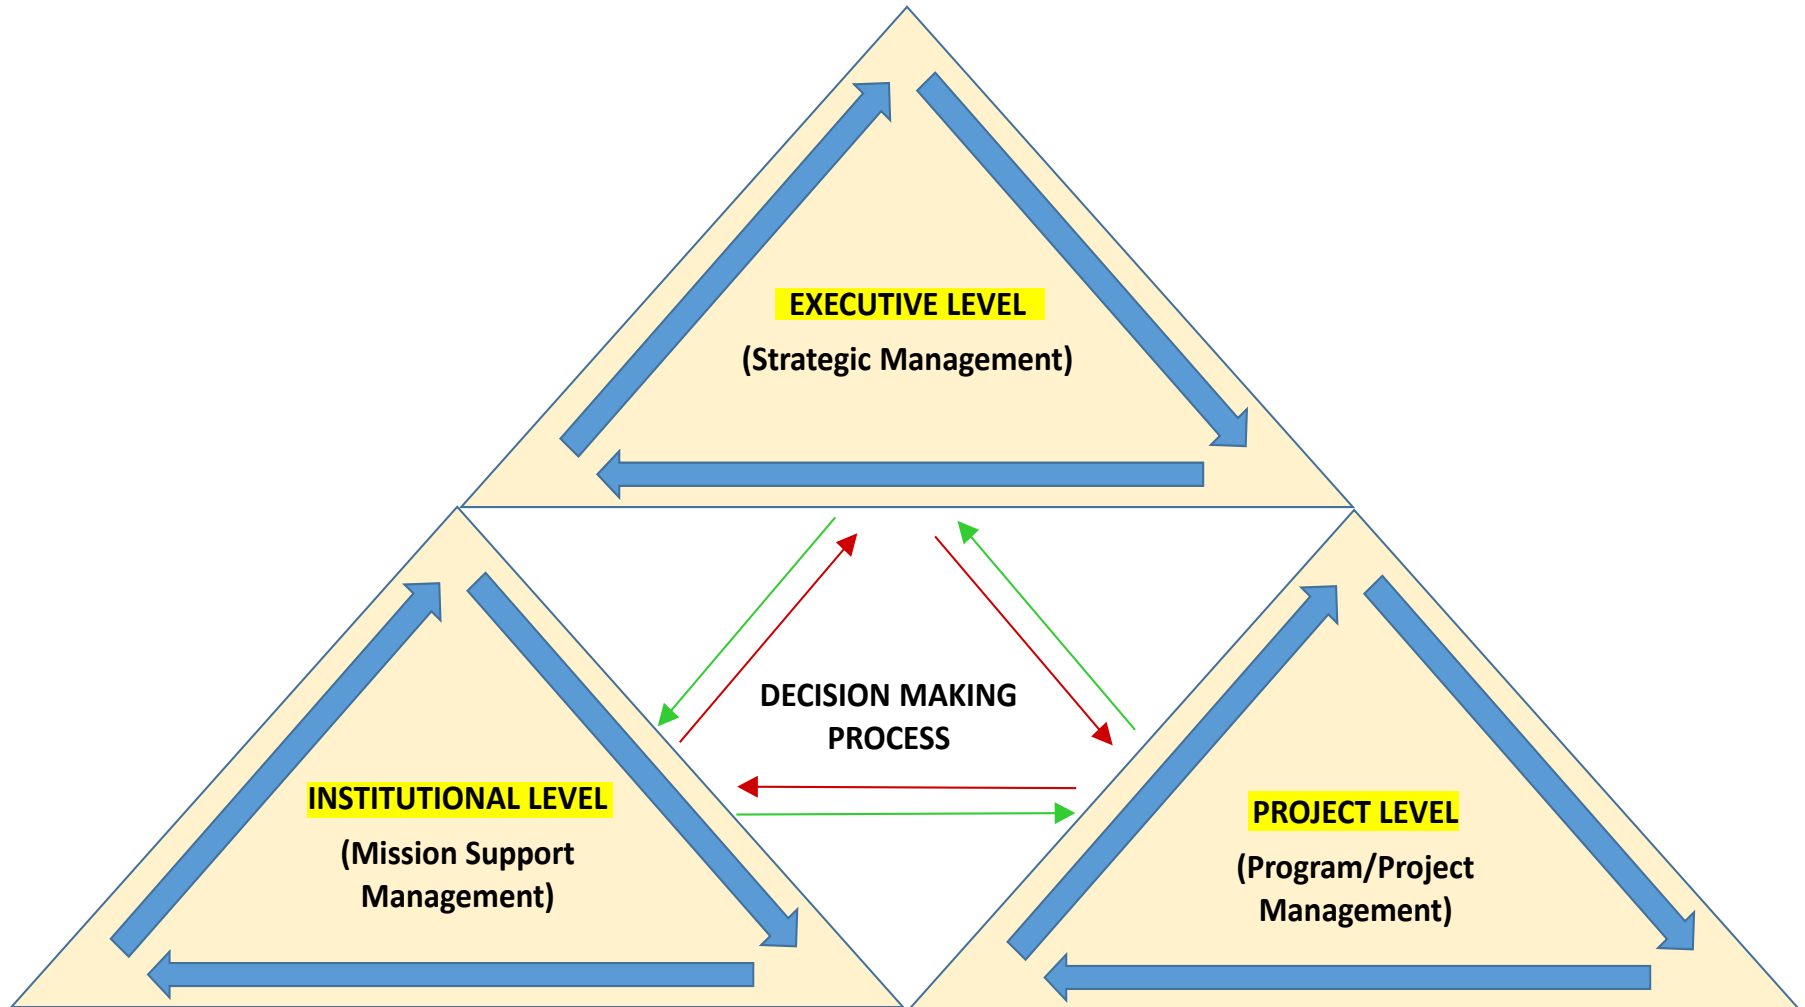 EXECUTIVE LEVEL
(Strategic Management)
DECISION MAKING
PROCESS
INSTITUTIONAL LEVEL
(Mission Support
Management)
PROJECT LEVEL
(Program/Project
Management)